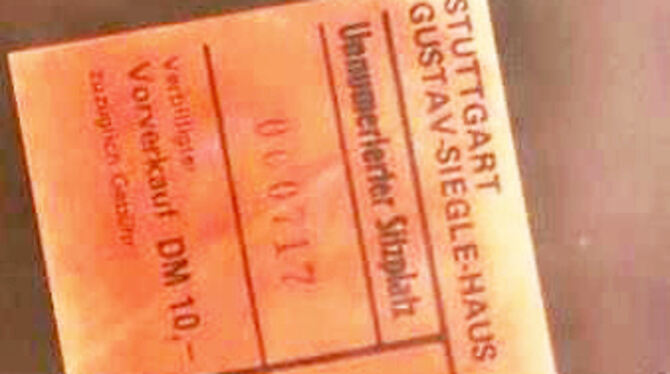 STUTTGART
GUSTAV-SIEGLE-HAUS
Unnumerierter Sitzplatz
000717
Verbilligter
Vorverkauf DM 10,-
zuzüglich Gebühr